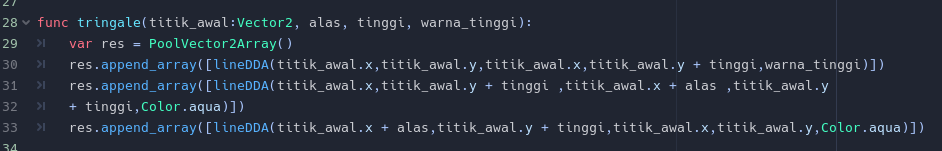 27
28 func tringale(titik_awal:Vector2, alas, tinggi, warna_tinggi):
29 var res = PoolVector2Array()
30 res.append_array([lineDDA(titik_awal.x,titik_awal.y,titik_awal.x,titik_awal.y + tinggi,warna_tinggi)])
31 res.append_array([lineDDA(titik_awal.x,titik_awal.y + tinggi ,titik_awal.x + alas ,titik_awal.y
32 + tinggi,Color.aqua)])
33 res.append_array([lineDDA(titik_awal.x + alas,titik_awal.y + tinggi,titik_awal.x,titik_awal.y,Color.aqua)])
34